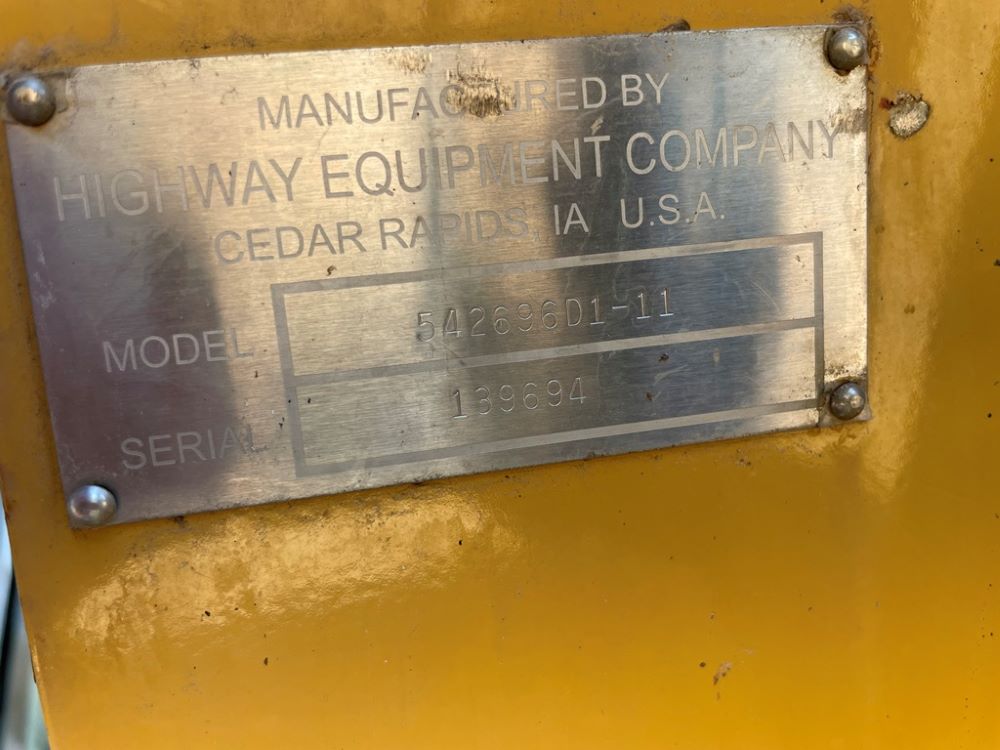 MANUFACTURED BY
HIGHWAY EQUIPMENT COMPANY
CEDAR RAPIDS, IA U.S.A.
MODEL 542696D1-11
SERIAL 139694